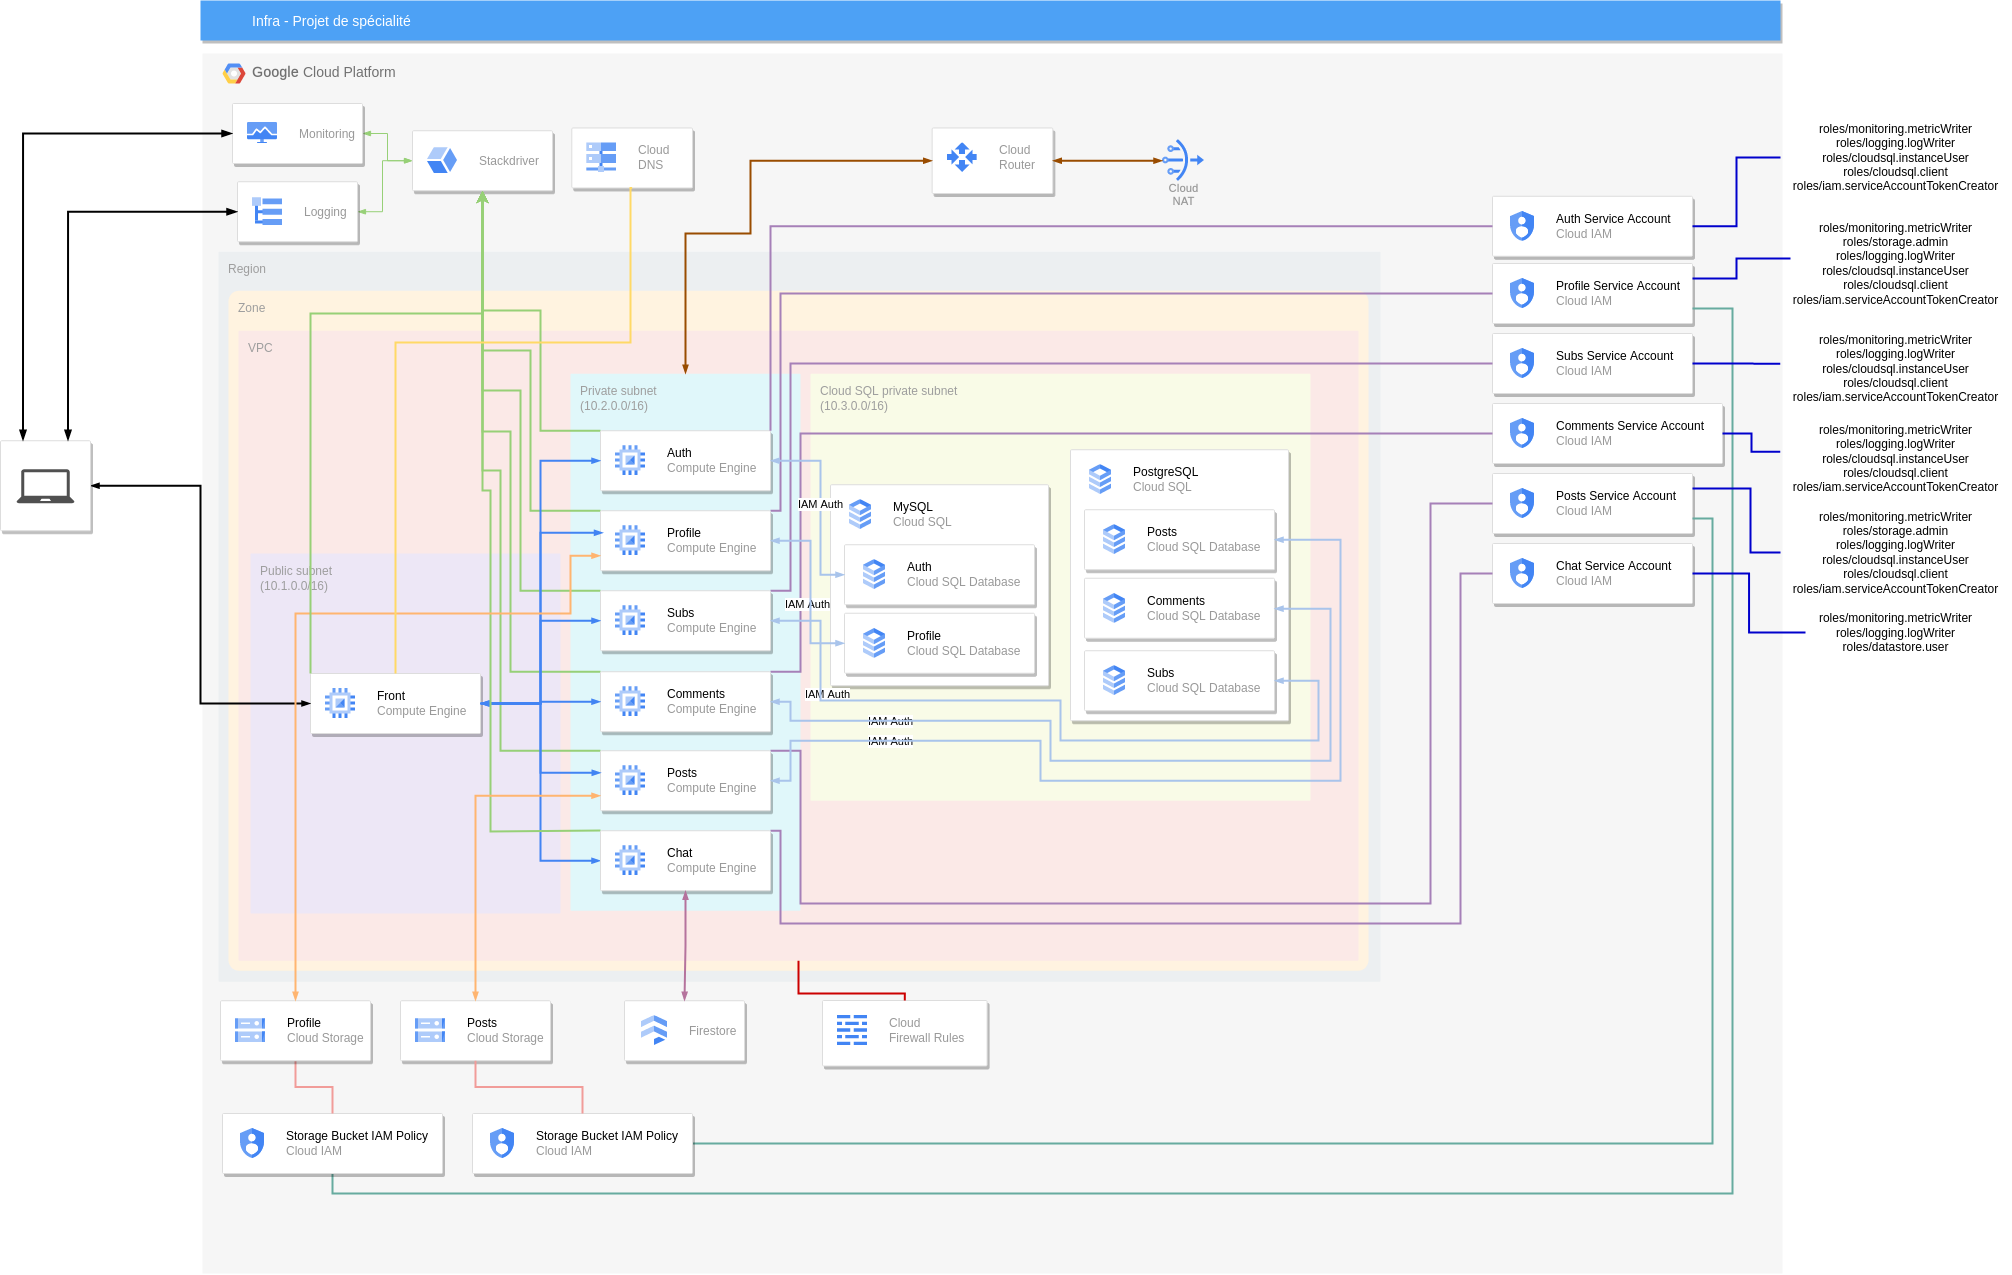 Infra - Projet de spécialité
Google Cloud Platform
Monitoring
Logging
Stackdriver
Cloud
DNS
Cloud
Router
Cloud
NAT
Region
Zone
VPC
Public subnet
(10.1.0.0/16)
Front
Compute Engine
Private subnet
(10.2.0.0/16)
Auth
Compute Engine
Profile
Compute Engine
Subs
Compute Engine
Comments
Compute Engine
Posts
Compute Engine
Chat
Compute Engine
Cloud SQL private subnet
(10.3.0.0/16)
IAM Auth
IAM Auth
IAM Auth
IAM Auth
IAM Auth
MySQL
Cloud SQL
Auth
Cloud SQL Database
Profile
Cloud SQL Database
PostgreSQL
Cloud SQL
Posts
Cloud SQL Database
Comments
Cloud SQL Database
Subs
Cloud SQL Database
Auth Service Account
Cloud IAM
Profile Service Account
Cloud IAM
Subs Service Account
Cloud IAM
Comments Service Account
Cloud IAM
Posts Service Account
Cloud IAM
Chat Service Account
Cloud IAM
roles/monitoring.metricWriter
roles/logging.logWriter
roles/cloudsql.instanceUser
roles/cloudsql.client
roles/iam.serviceAccountTokenCreator
roles/monitoring.metricWriter
roles/storage.admin
roles/logging.logWriter
roles/cloudsql.instanceUser
roles/cloudsql.client
roles/iam.serviceAccountTokenCreator
roles/monitoring.metricWriter
roles/logging.logWriter
roles/cloudsql.instanceUser
roles/cloudsql.client
roles/iam.serviceAccountTokenCreator
roles/monitoring.metricWriter
roles/logging.logWriter
roles/cloudsql.instanceUser
roles/cloudsql.client
roles/iam.serviceAccountTokenCreator
roles/monitoring.metricWriter
roles/storage.admin
roles/logging.logWriter
roles/cloudsql.instanceUser
roles/cloudsql.client
roles/iam.serviceAccountTokenCreator
roles/monitoring.metricWriter
roles/logging.logWriter
roles/datastore.user
Profile
Cloud Storage
Posts
Cloud Storage
Firestore
Cloud
Firewall Rules
Storage Bucket IAM Policy
Cloud IAM
Storage Bucket IAM Policy
Cloud IAM